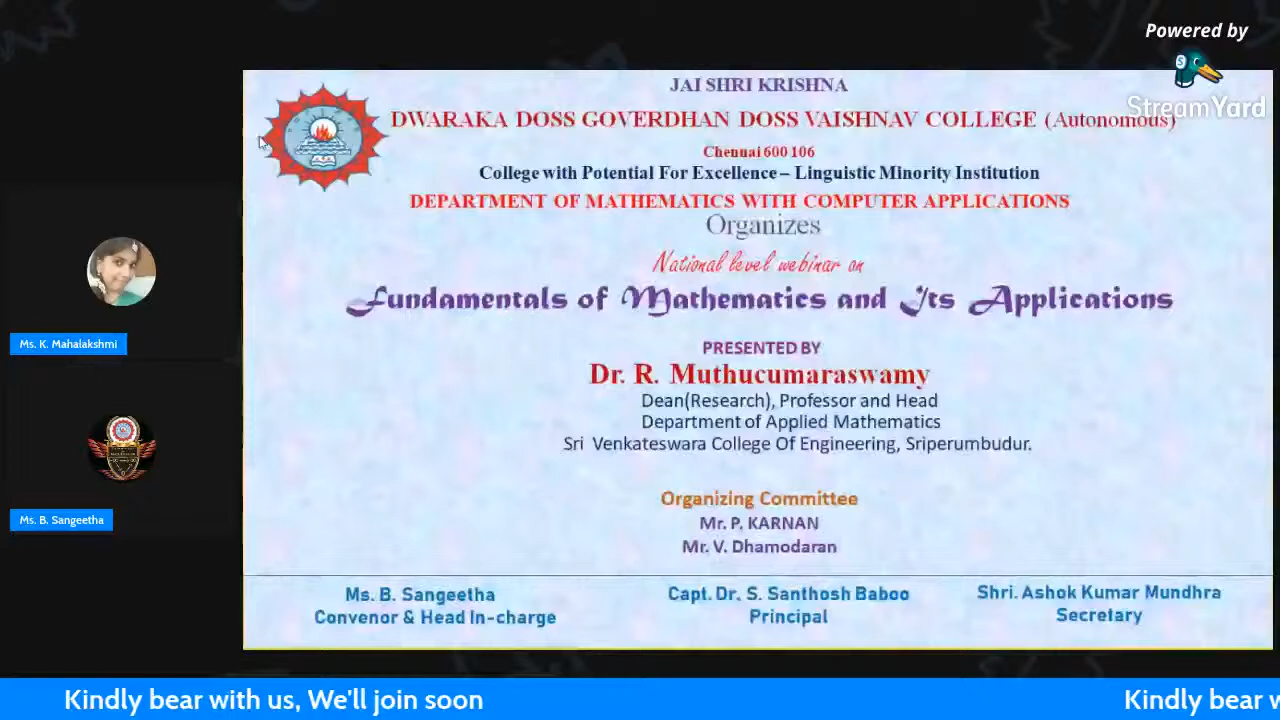 Powered by
StreamYard
JAI SHRI KRISHNA
DWARAKA DOSS GOVERDHAN DOSS VAISHNAV COLLEGE (Autonomous)
Chennai 600 106
College with Potential For Excellence – Linguistic Minority Institution
DEPARTMENT OF MATHEMATICS WITH COMPUTER APPLICATIONS
Organizes
National level webinar on
Fundamentals of Mathematics and Its Applications
PRESENTED BY
Dr. R. Muthucumaraswamy
Dean(Research), Professor and Head
Department of Applied Mathematics
Sri Venkateswara College Of Engineering, Sriperumbudur.
Organizing Committee
Mr. P. KARNAN
Mr. V. Dhamodaran
Ms. B. Sangeetha
Convenor & Head In-charge
Capt. Dr. S. Santhosh Baboo
Principal
Shri. Ashok Kumar Mundhra
Secretary
Ms. K. Mahalakshmi
Ms. B. Sangeetha
Kindly bear with us, We'll join soon
Kindly bear